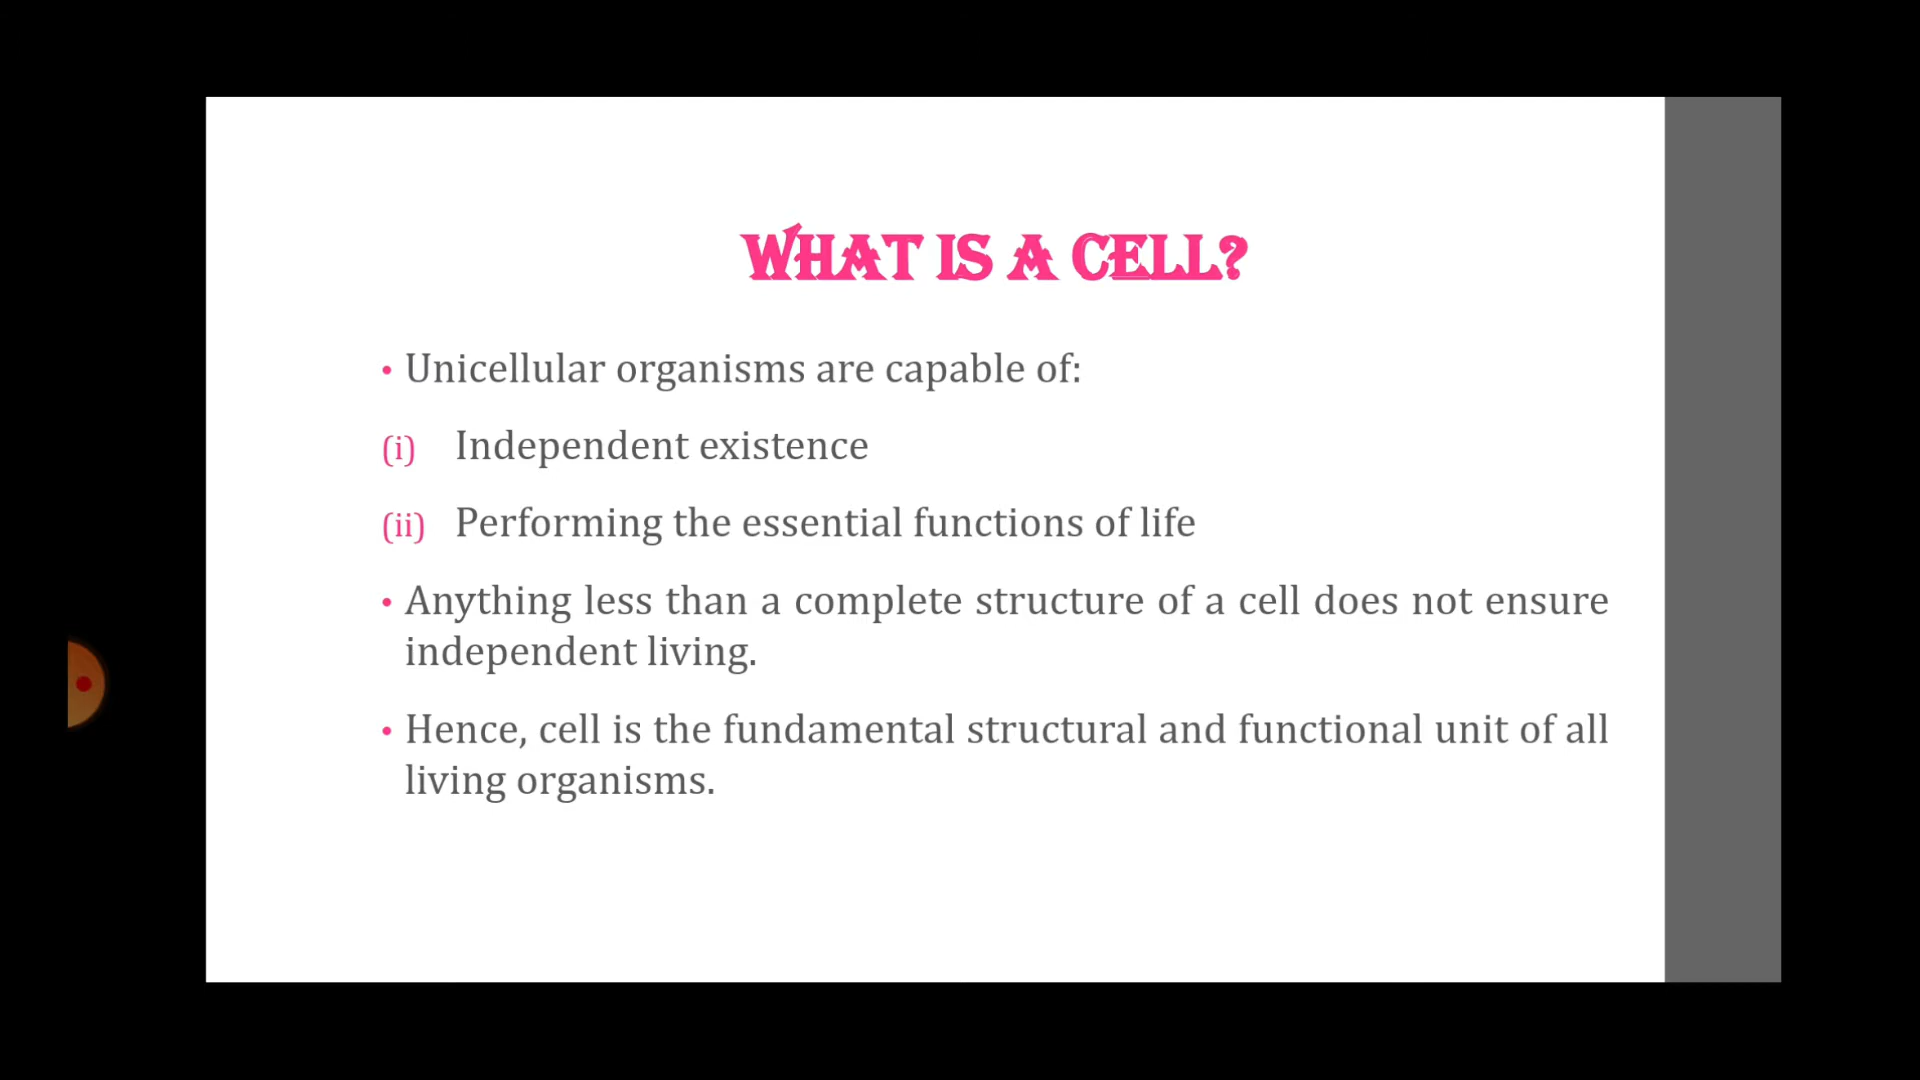 WHAT IS A CELL?
• Unicellular organisms are capable of:
(i) Independent existence
(ii) Performing the essential functions of life
• Anything less than a complete structure of a cell does not ensure
independent living.
• Hence, cell is the fundamental structural and functional unit of all
living organisms.